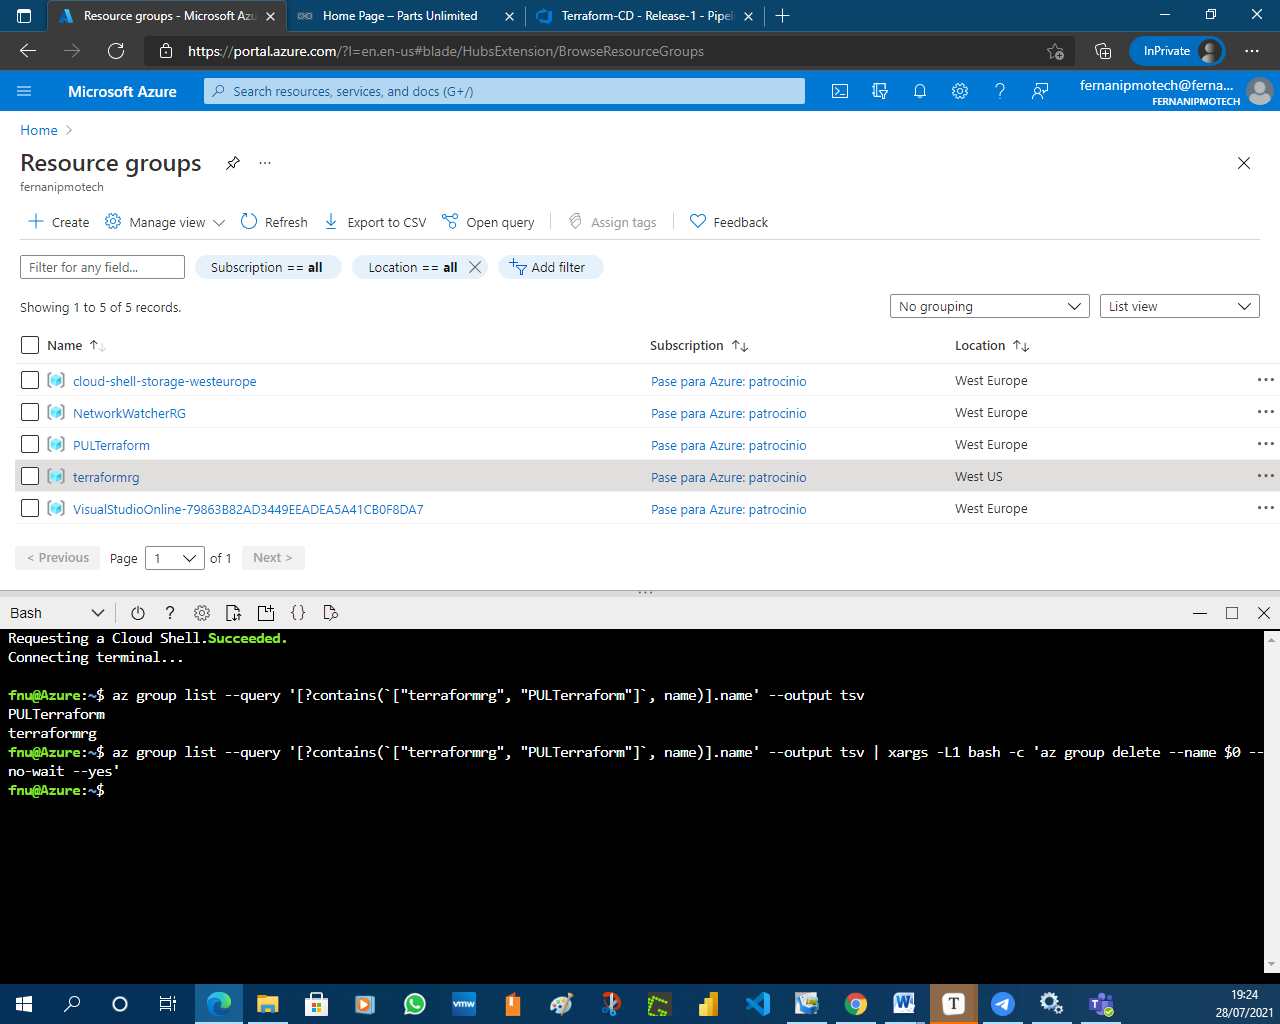 Resource groups - Microsoft Azu
Home Page – Parts Unlimited
Terraform-CD - Release-1 - Pipel
https://portal.azure.com/?l=en.en-us#blade/HubsExtension/BrowseResourceGroups
InPrivate
Microsoft Azure
Search resources, services, and docs (G+/)
fernanipmotech@ferna...
FERNANIPMOTECH
Home
Resource groups
fernanipmotech
Create
Manage view
Refresh
Export to CSV
Open query
Assign tags
Feedback
Filter for any field...
Subscription == all
Location == all
Add filter
Showing 1 to 5 of 5 records.
No grouping
List view
Name
Subscription
Location
cloud-shell-storage-westeurope
Pase para Azure: patrocinio
West Europe
NetworkWatcherRG
Pase para Azure: patrocinio
West Europe
PULTerraform
Pase para Azure: patrocinio
West Europe
terraformrg
Pase para Azure: patrocinio
West US
VisualStudioOnline-79863B82AD3449EEADEA5A41CB0F8DA7
Pase para Azure: patrocinio
West Europe
< Previous
Page
1
of 1
Next >
Bash
Requesting a Cloud Shell.Succeeded.
Connecting terminal...
fnu@Azure:~$ az group list --query '[?contains(`["terraformrg", "PULTerraform"]`, name)].name' --output tsv
PULTerraform
terraformrg
fnu@Azure:~$ az group list --query '[?contains(`["terraformrg", "PULTerraform"]`, name)].name' --output tsv | xargs -L1 bash -c 'az group delete --name $0 --
no-wait --yes'
fnu@Azure:~$
vmw
19:24
28/07/2021